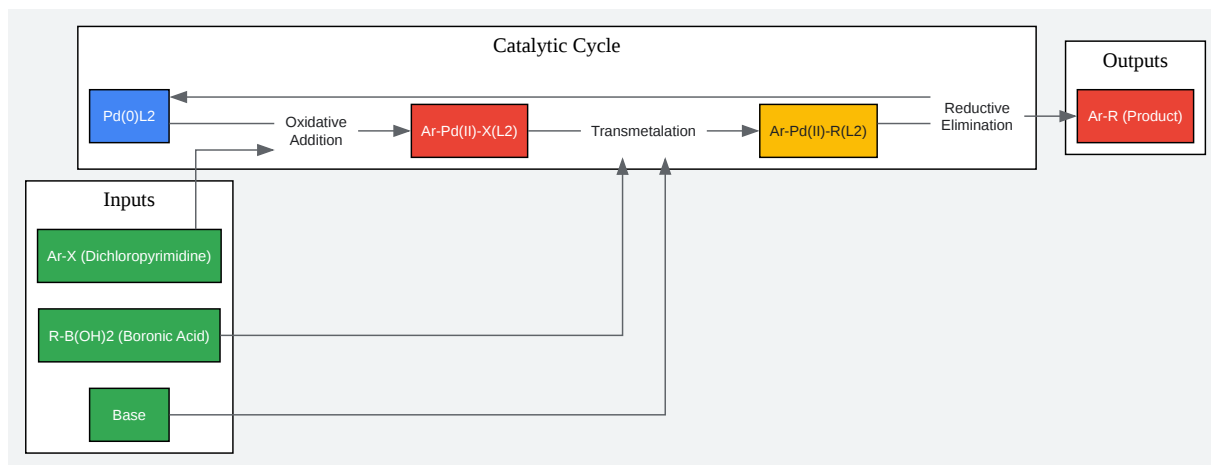 Catalytic Cycle
Pd(0)L2
Oxidative
Addition
Ar-Pd(II)-X(L2)
Transmetalation
Ar-Pd(II)-R(L2)
Reductive
Elimination
Outputs
Ar-R (Product)
Inputs
Ar-X (Dichloropyrimidine)
R-B(OH)2 (Boronic Acid)
Base